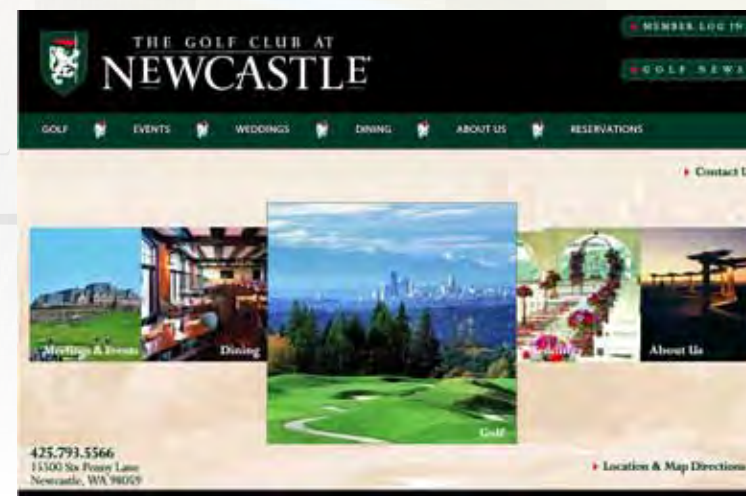 THE GOLF CLUB AT
NEWCASTLE
MEMBER LOG IN
GOLF NEWS
GOLF EVENTS WEDDINGS DINING ABOUT US RESERVATIONS
Contact U
Meetings & Events
Dining
Golf
About Us
425.793.5566
15500 Six Penny Lane
Newcastle, WA 98059
Location & Map Directions